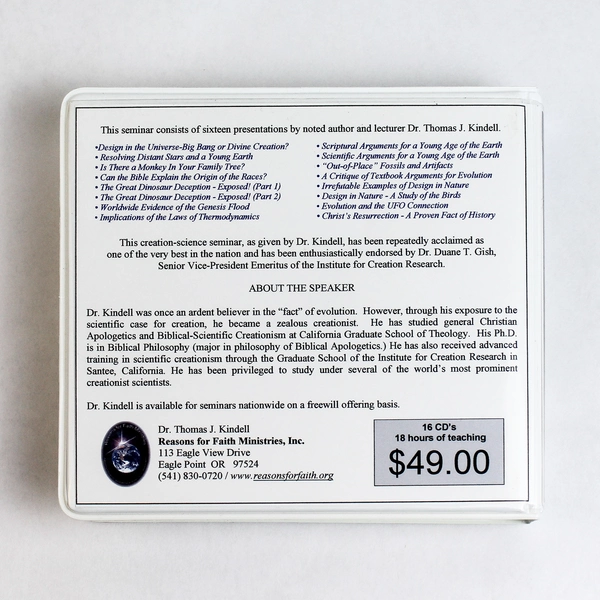 This seminar consists of sixteen presentations by noted author and lecturer Dr. Thomas J. Kindell.
•Design in the Universe-Big Bang or Divine Creation?
• Resolving Distant Stars and a Young Earth
• Is There a Monkey In Your Family Tree?
• Can the Bible Explain the Origin of the Races?
• The Great Dinosaur Deception - Exposed! (Part 1)
• The Great Dinosaur Deception - Exposed! (Part 2)
• Worldwide Evidence of the Genesis Flood
• Implications of the Laws of Thermodynamics
• Scriptural Arguments for a Young Age of the Earth
• Scientific Arguments for a Young Age of the Earth
• "Out-of-Place" Fossils and Artifacts
• A Critique of Textbook Arguments for Evolution
• Irrefutable Examples of Design in Nature
• Design in Nature - A Study of the Birds
• Evolution and the UFO Connection
• Christ's Resurrection - A Proven Fact of History
This creation-science seminar, as given by Dr. Kindell, has been repeatedly acclaimed as
one of the very best in the nation and has been enthusiastically endorsed by Dr. Duane T. Gish,
Senior Vice-President Emeritus of the Institute for Creation Research.
ABOUT THE SPEAKER
Dr. Kindell was once an ardent believer in the "fact" of evolution. However, through his exposure to the
scientific case for creation, he became a zealous creationist. He has studied general Christian
Apologetics and Biblical-Scientific Creationism at California Graduate School of Theology. His Ph.D.
is in Biblical Philosophy (major in philosophy of Biblical Apologetics.) He has also received advanced
training in scientific creationism through the Graduate School of the Institute for Creation Research in
Santee, California. He has been privileged to study under several of the world's most prominent
creationist scientists.
Dr. Kindell is available for seminars nationwide on a freewill offering basis.
Dr. Thomas J. Kindell
Reasons for Faith Ministries, Inc.
113 Eagle View Drive
Eagle Point OR 97524
(541) 830-0720 / www.reasonsforfaith.org
16 CD's
18 hours of teaching
$49.00